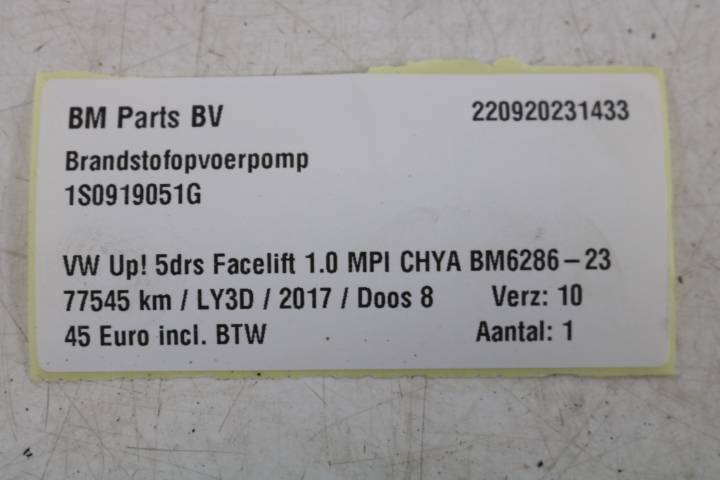 BM Parts BV 220920231433
Brandstofopvoerpomp
1S0919051G
VW Up! 5drs Facelift 1.0 MPI CHYA BM6286-23
77545 km / LY3D / 2017 / Doos 8 Verz: 10
45 Euro incl. BTW Aantal: 1